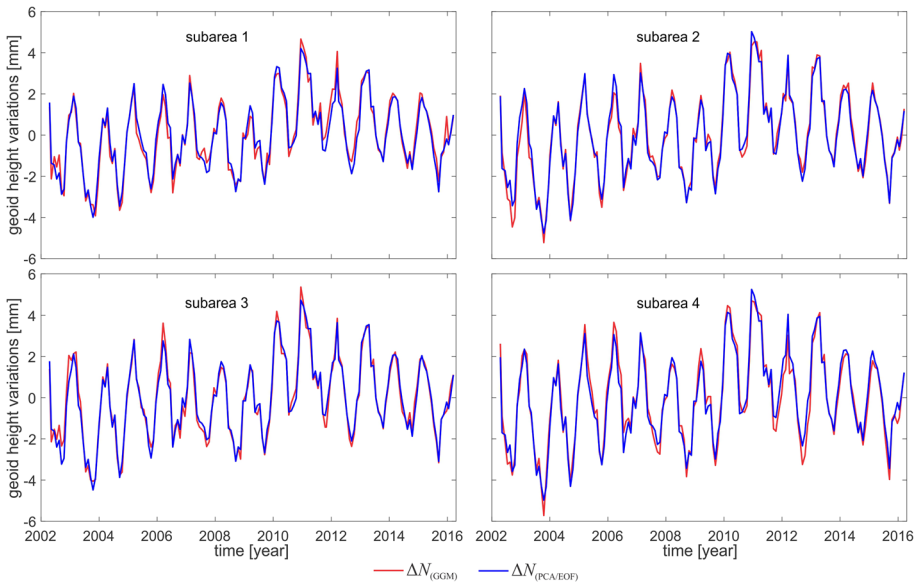 6
4
2
0
-2
-4
-6
geoid height variations [mm]
subarea 1
subarea 2
6
4
2
0
-2
-4
-6
geoid height variations [mm]
subarea 3
subarea 4
2002 2004 2006 2008 2010 2012 2014 2016
2002 2004 2006 2008 2010 2012 2014 2016
time [year]
time [year]
ΔN(GGM) ΔN(PCA/EOF)